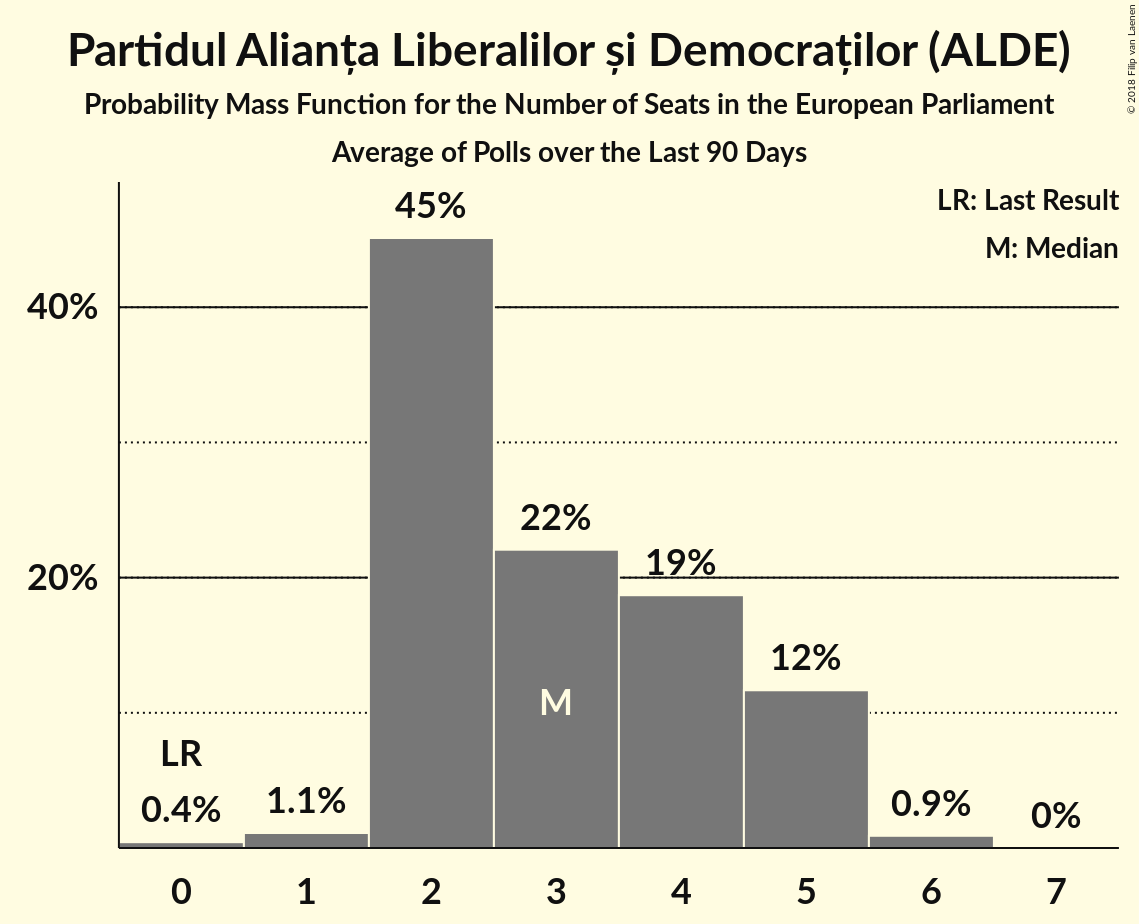 Partidul Alianța Liberalilor și Democraților (ALDE)
Probability Mass Function for the Number of Seats in the European Parliament
Average of Polls over the Last 90 Days
© 2018 Filip van Laenen
LR: Last Result
M: Median
45%
40%
22%
19%
20%
12%
M
LR
0.4%
1.1%
0.9%
0%
0 1 2 3 4 5 6 7